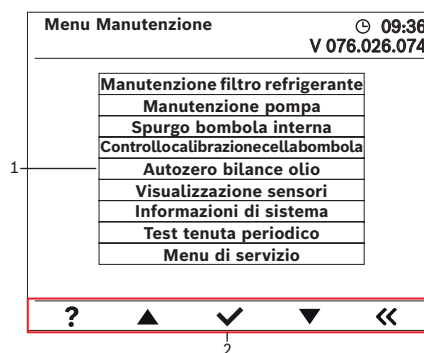 Menu Manutenzione 09:36
V 076.026.074
Manutenzione filtro refrigerante
Manutenzione pompa
Spurgo bombola interna
Controllocalibrazionecellabombola
1
Autozero bilance olio
Visualizzazione sensori
Informazioni di sistema
Test tenuta periodico
Menu di servizio
?
2